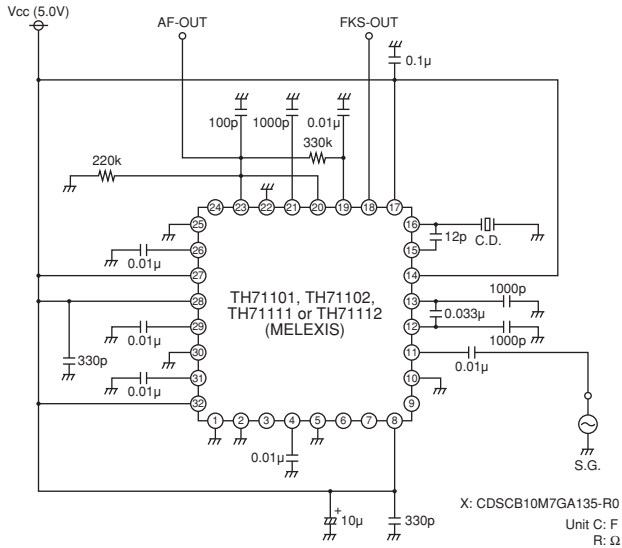 Vcc (5.0V)
AF-OUT
FKS-OUT
0.1μ
100p
1000p
0.01μ
330k
220k
24
23
22
21
20
19
18
17
25
26
0.01μ
27
28
29
0.01μ
330p
30
31
0.01μ
32
16
15
12p
C.D.
14
13
1000p
0.033μ
12
1000p
11
0.01μ
10
9
S.G.
TH71101, TH71102,
TH71111 or TH71112
(MELEXIS)
1
2
3
4
5
6
7
8
0.01μ
+
10μ
330p
X: CDSCB10M7GA135-R0
Unit C: F
R: Ω